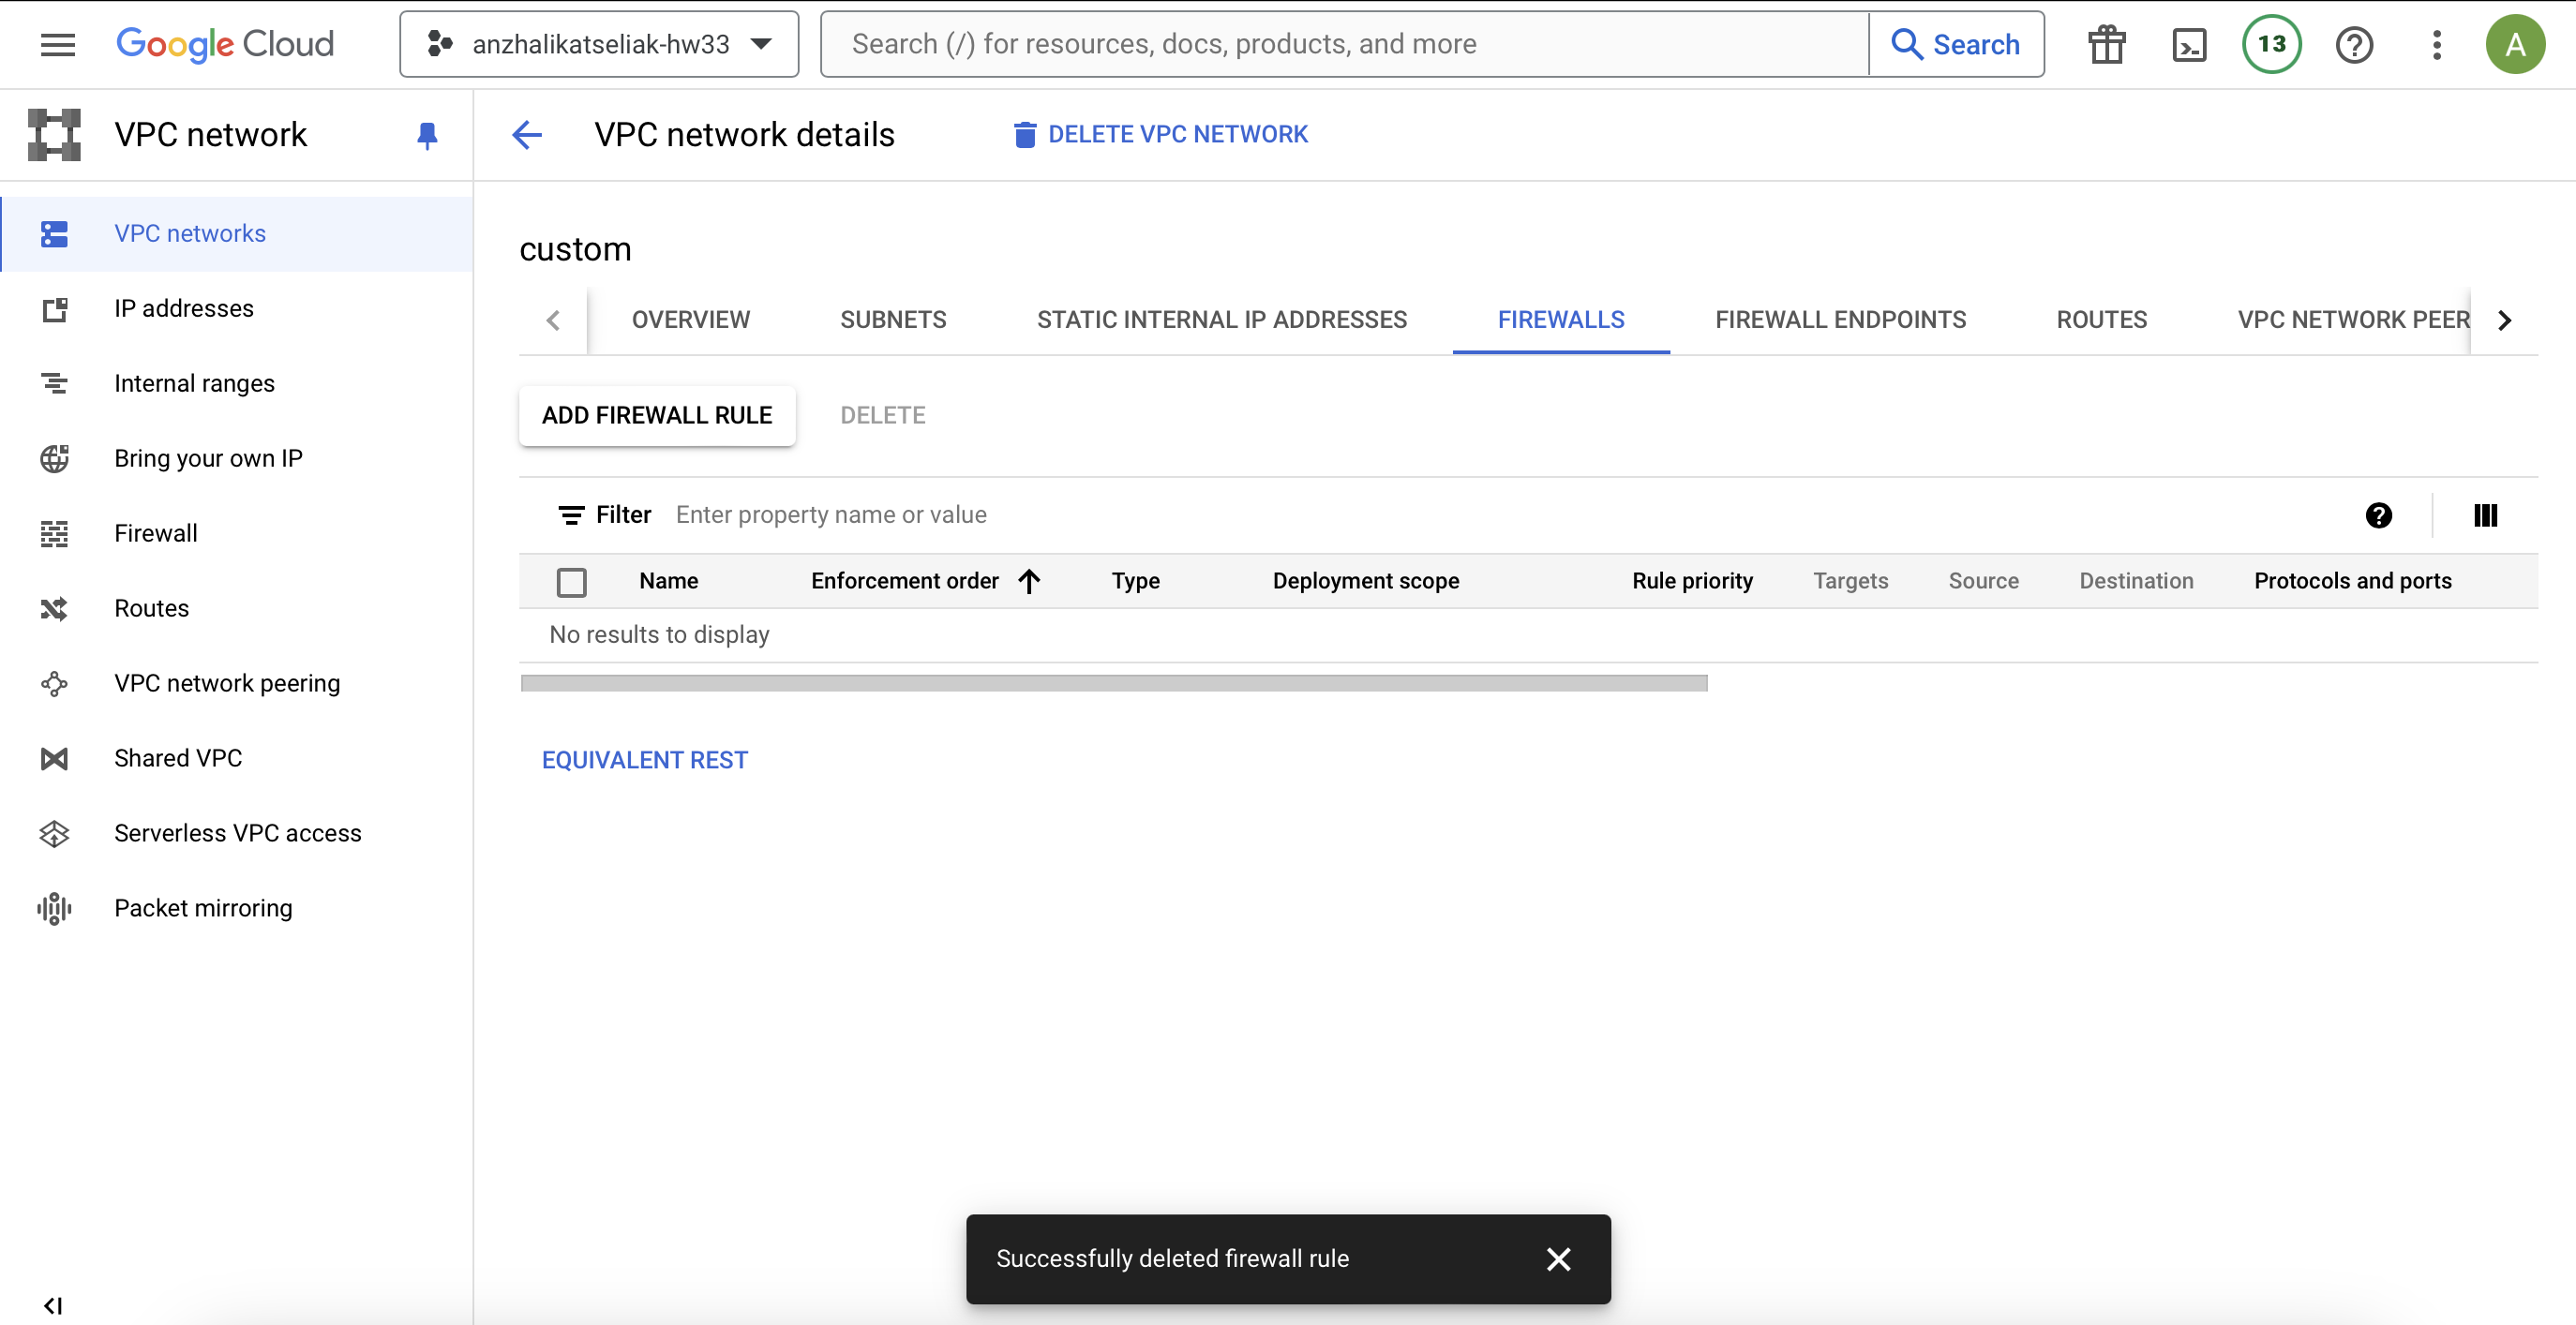 Google Cloud
anzhalikatseliak-hw33
Search (/) for resources, docs, products, and more
Search
13
A
VPC network
VPC network details
DELETE VPC NETWORK
VPC networks
IP addresses
Internal ranges
Bring your own IP
Firewall
Routes
VPC network peering
Shared VPC
Serverless VPC access
Packet mirroring
custom
OVERVIEW SUBNETS STATIC INTERNAL IP ADDRESSES FIREWALLS FIREWALL ENDPOINTS ROUTES VPC NETWORK PEER
ADD FIREWALL RULE DELETE
Filter Enter property name or value
Name Enforcement order Type Deployment scope Rule priority Targets Source Destination Protocols and ports
No results to display
EQUIVALENT REST
Successfully deleted firewall rule